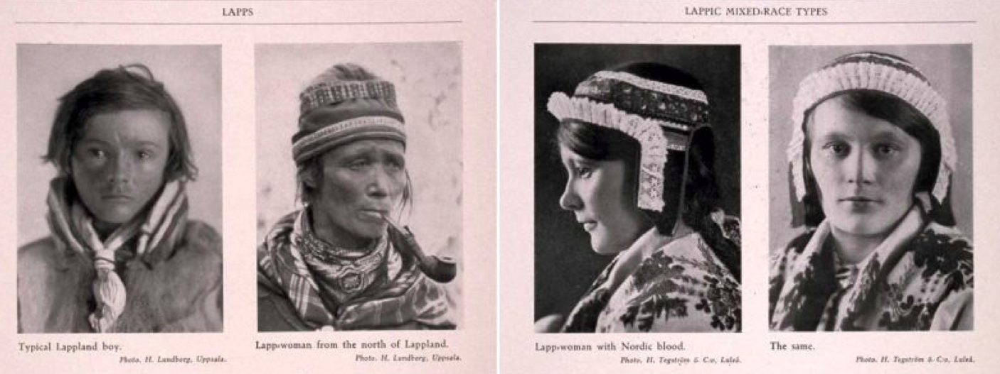 LAPPS
Typical Lappland boy.
Photo. H. Lundborg, Uppsala.
Lapp-woman from the north of Lappland.
Photo. H. Lundborg, Uppsala.
LAPPIC MIXED-RACE TYPES
Lapp-woman with Nordic blood.
Photo. H. Tegström & C:o, Luleå.
The same.
Photo. H. Tegström & C:o, Luleå.